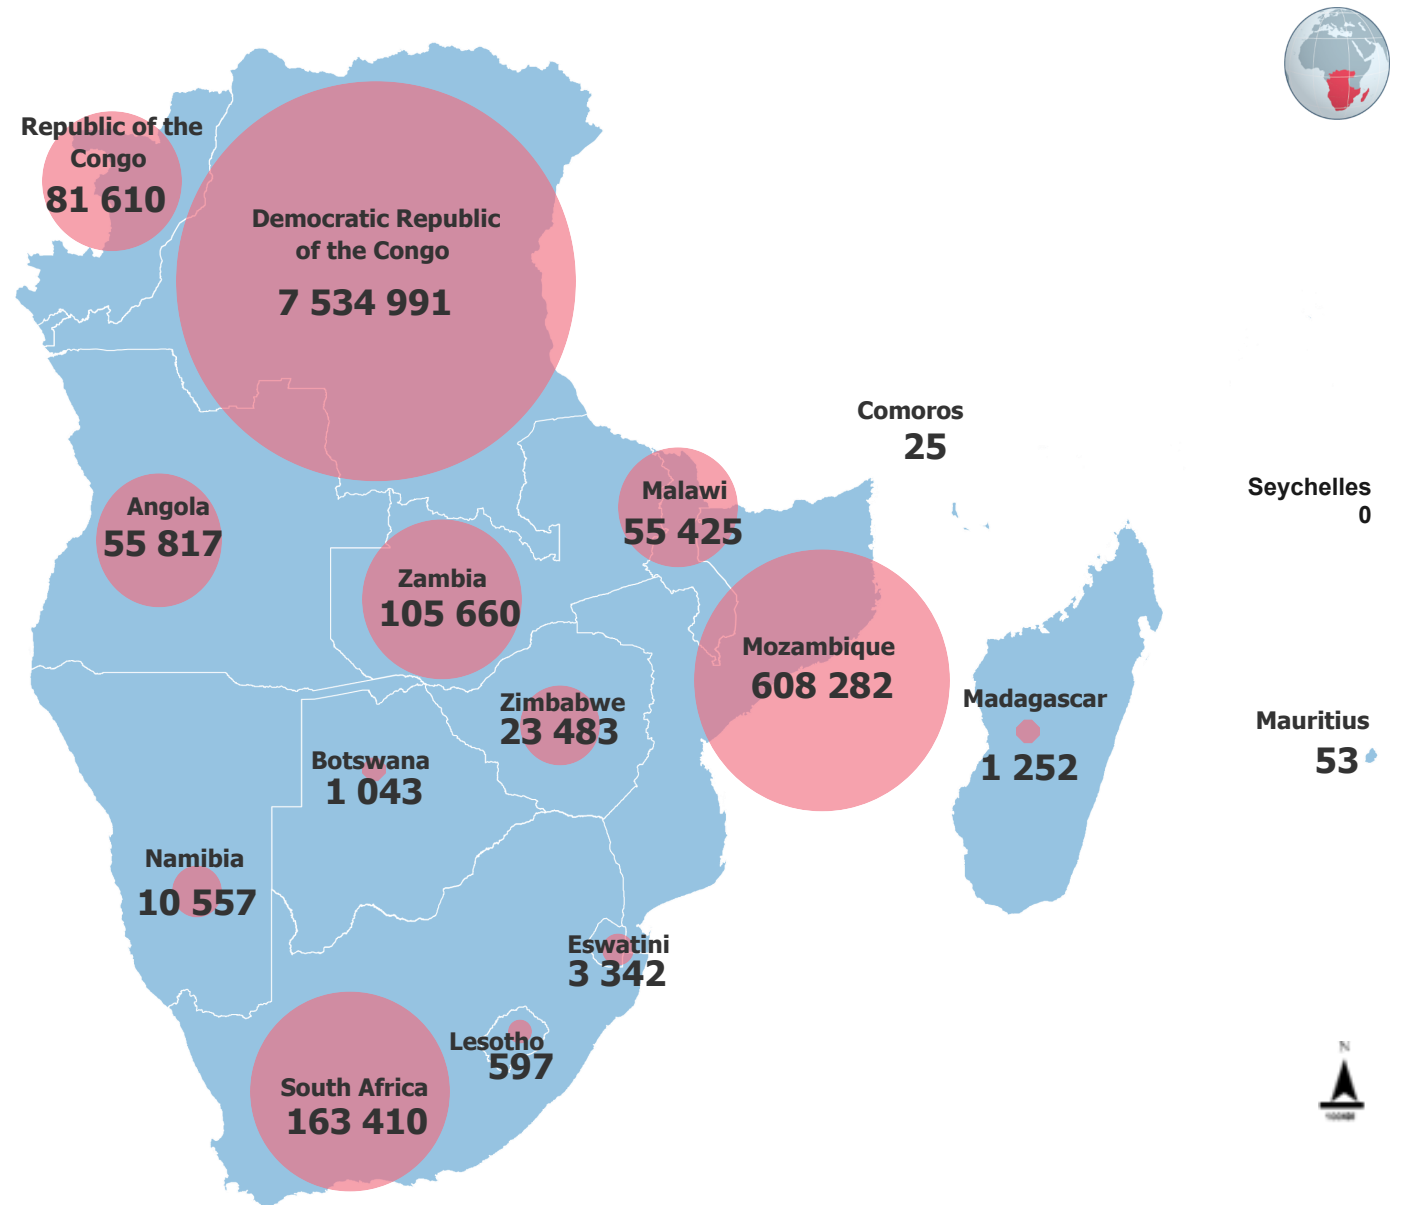 Republic of the
Congo
81 610
Democratic Republic
of the Congo
7 534 991
Comoros
25
Seychelles
0
Angola
55 817
Malawi
55 425
Zambia
105 660
Mozambique
608 282
Zimbabwe
23 483
Madagascar
1 252
Mauritius
53
Botswana
1 043
Namibia
10 557
Eswatini
3 342
Lesotho
597
South Africa
163 410
N